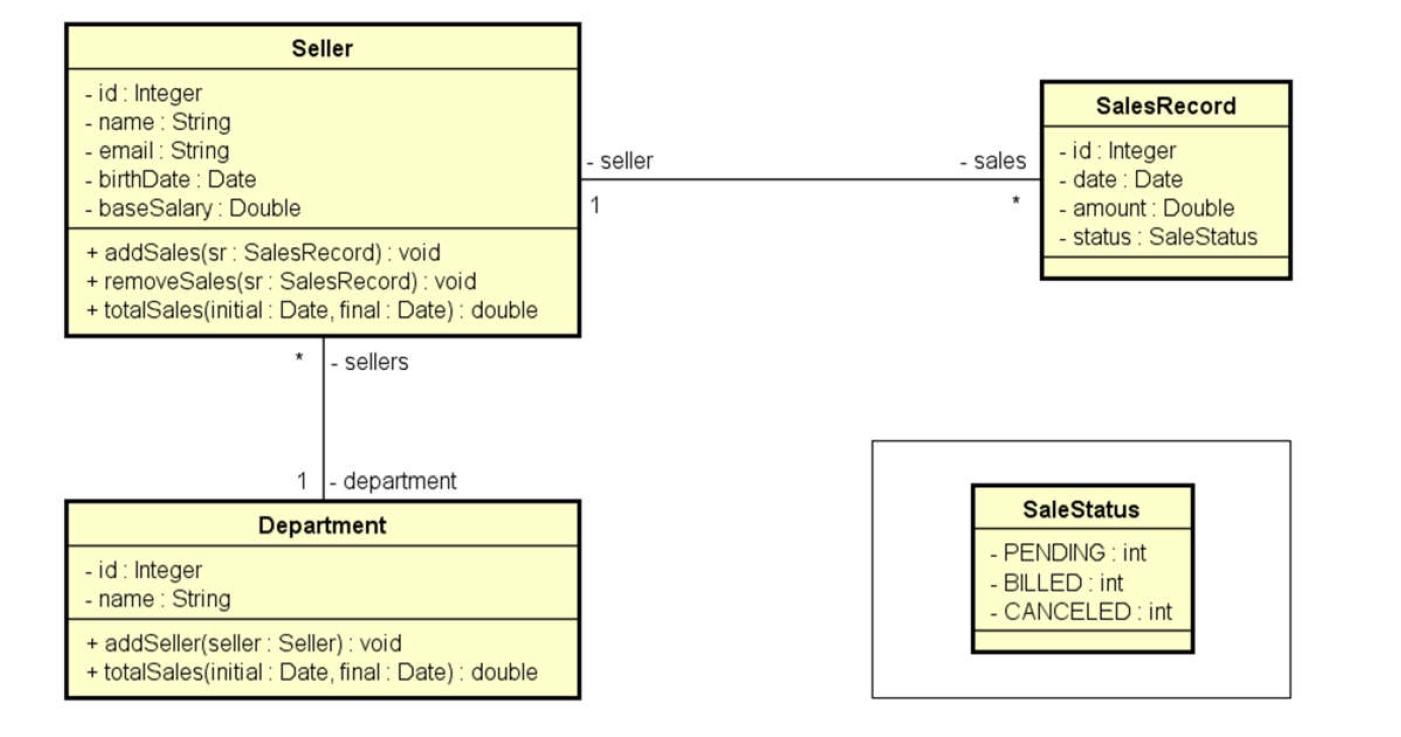 Seller
- id : Integer
- name : String
- email : String
- birthDate : Date
- baseSalary : Double
+ addSales(sr : SalesRecord) : void
+ removeSales(sr : SalesRecord) : void
+ totalSales(initial : Date, final : Date) : double
- seller
1
- sales
*
SalesRecord
- id : Integer
- date : Date
- amount : Double
- status : SaleStatus
* - sellers
1 - department
Department
- id : Integer
- name : String
+ addSeller(seller : Seller) : void
+ totalSales(initial : Date, final : Date) : double
SaleStatus
- PENDING : int
- BILLED : int
- CANCELED : int